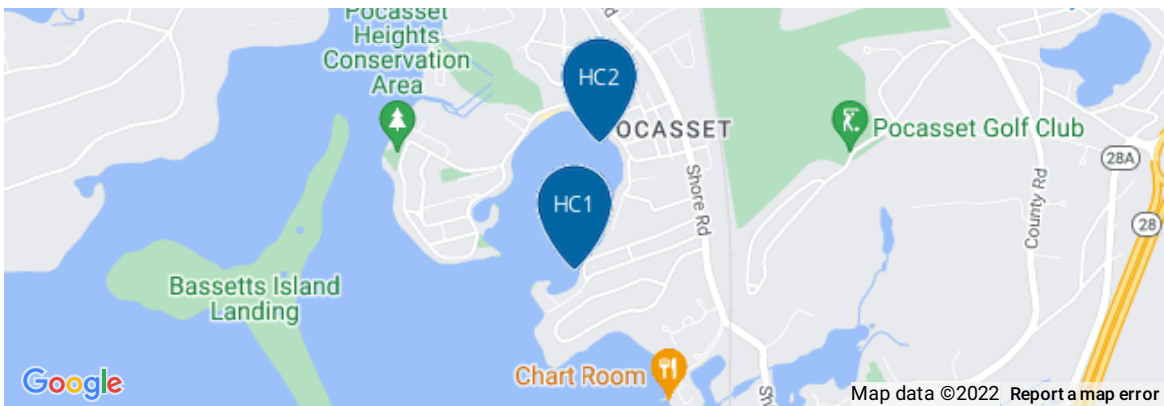 Pocasset
Heights
Conservation
Area
HC2
OCASSET
Pocasset Golf Club
28A
HC1
Shore Rd
County Rd
28
Bassetts Island
Landing
Chart Room
Google
Map data ©2022 Report a map error